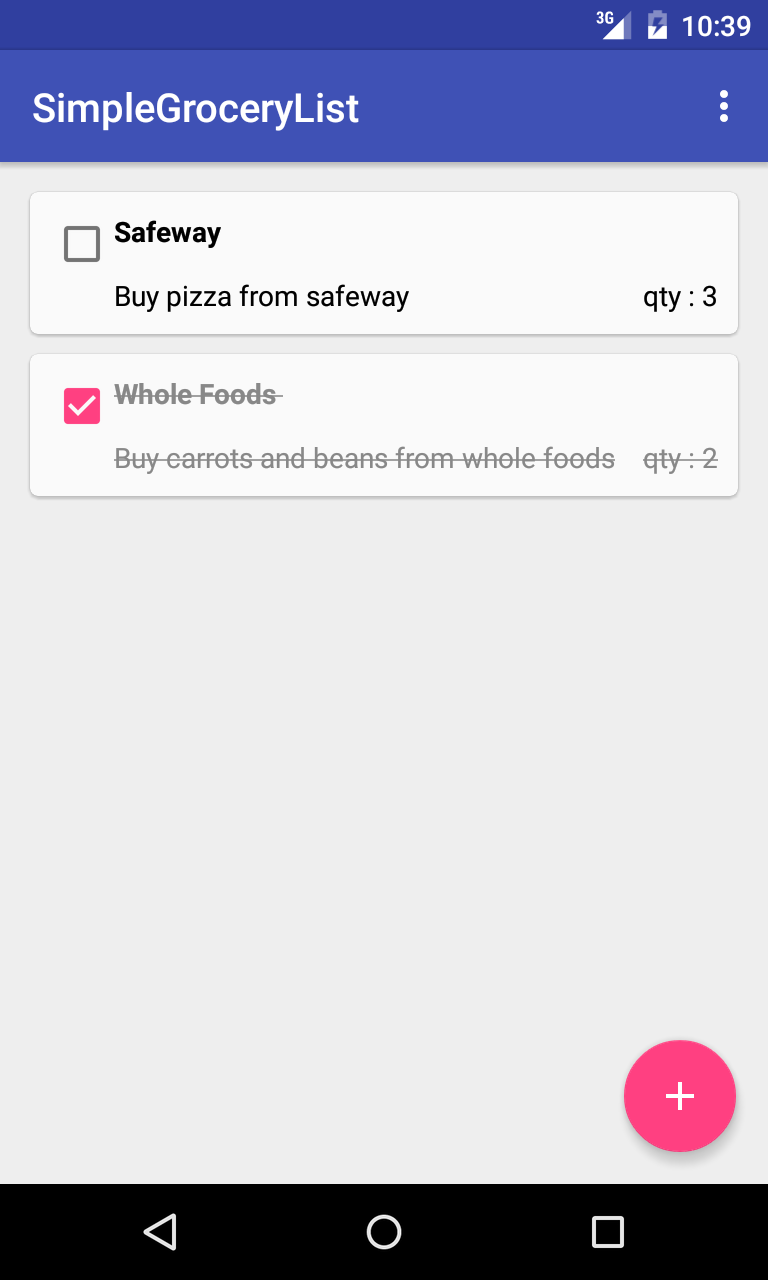 3G 10:39
SimpleGroceryList
Safeway
Buy pizza from safeway qty : 3
Whole Foods
Buy carrots and beans from whole foods qty : 2